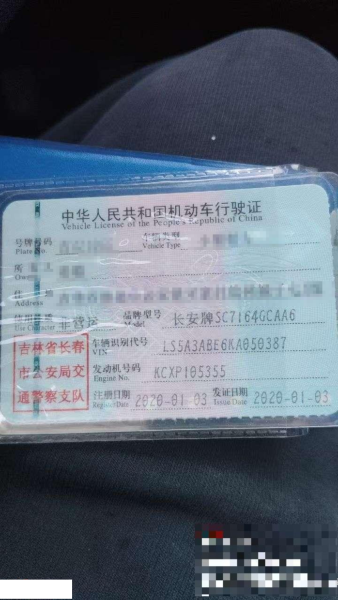 中华人民共和国机动车行驶证
Vehicle License of the People's Republic of China
号牌号码
Plate No.
车辆类型
Vehicle Type
所有人
住址
Address
使用性质 非营运
Use Character
品牌型号 长安牌SC7164GCAA6
Model
吉林省长春
市公安局交
通警察支队
车辆识别代号 LS5A3ABE6KA050387
VIN
发动机号码 KCXP105355
Engine No.
注册日期 2020-01-03
Register Date
发证日期 2020-01-03
Issue Date